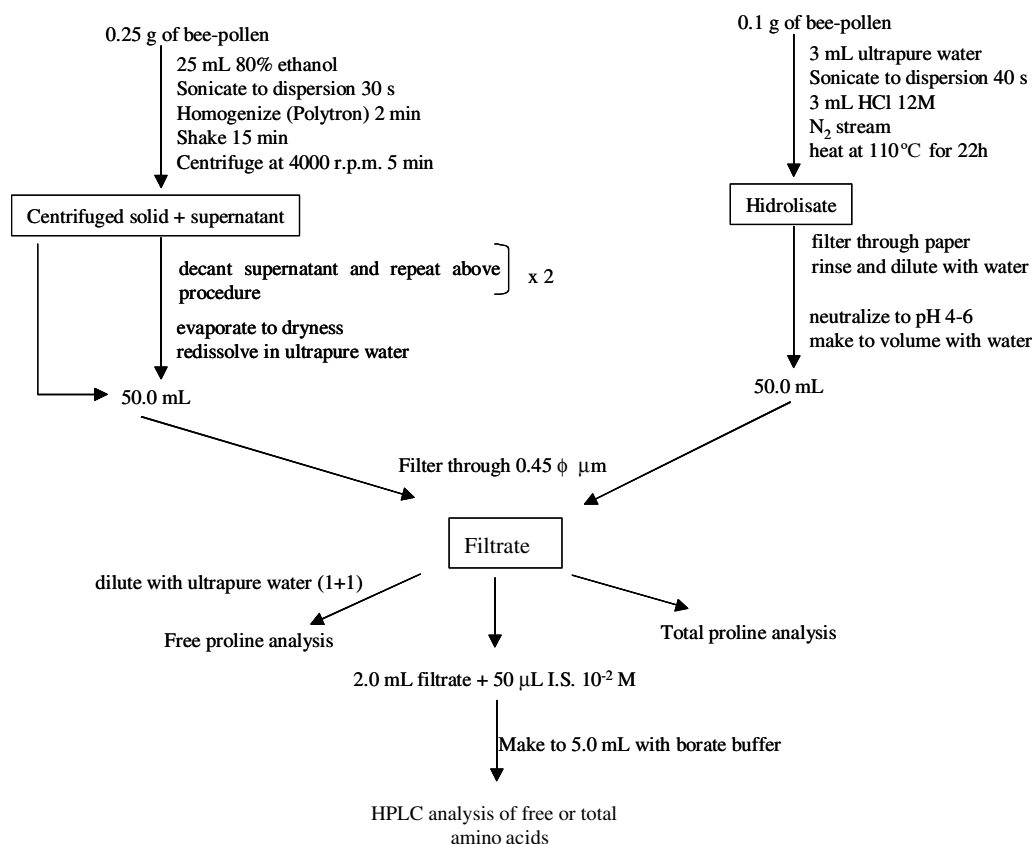 0.25 g of bee-pollen
25 mL 80% ethanol
Sonicate to dispersion 30 s
Homogenize (Polytron) 2 min
Shake 15 min
Centrifuge at 4000 r.p.m. 5 min
Centrifuged solid + supernatant
decant supernatant and repeat above
procedure
x 2
evaporate to dryness
redissolve in ultrapure water
50.0 mL
0.1 g of bee-pollen
3 mL ultrapure water
Sonicate to dispersion 40 s
3 mL HCl 12M
N2 stream
heat at 110°C for 22h
Hidrolisate
filter through paper
rinse and dilute with water
neutralize to pH 4-6
make to volume with water
50.0 mL
Filter through 0.45 ϕ μm
Filtrate
dilute with ultrapure water (1+1)
Free proline analysis
Total proline analysis
2.0 mL filtrate + 50 μL I.S. 10-2 M
Make to 5.0 mL with borate buffer
HPLC analysis of free or total
amino acids